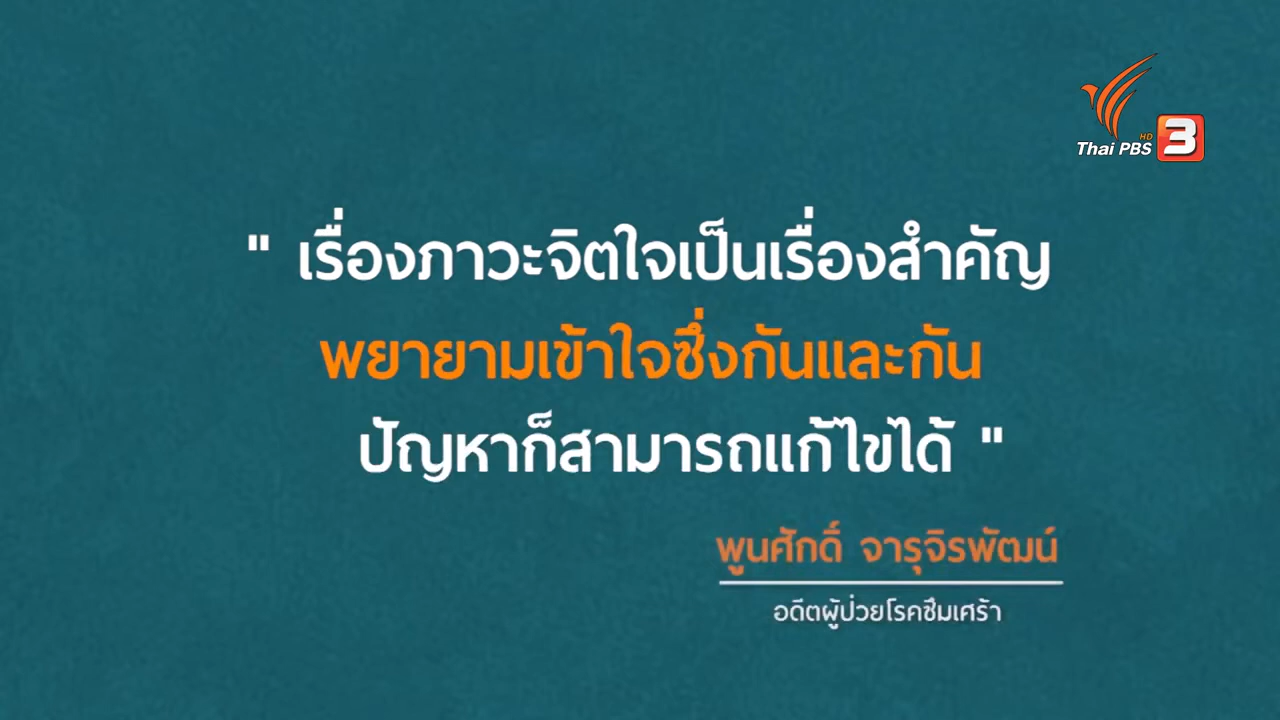 HD
Thai PBS 3
" เรื่องภาวะจิตใจเป็นเรื่องสำคัญ
พยายามเข้าใจซึ่งกันและกัน
ปัญหาก็สามารถแก้ไขได้ "
พูนศักดิ์ จารุจิรพัฒน์
อดีตผู้ป่วยโรคซึมเศร้า